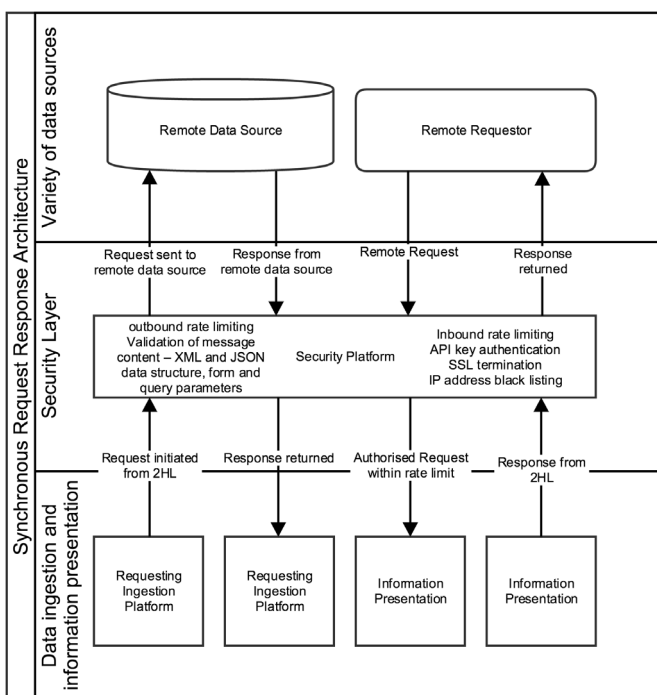 Synchronous Request Response Architecture
Variety of data sources
Remote Data Source
Remote Requestor
Request sent to
remote data source
Response from
remote data source
Remote Request
Response
returned
Security Layer
outbound rate limiting
Validation of message
content – XML and JSON
data structure, form and
query parameters
Security Platform
Inbound rate limiting
API key authentication
SSL termination
IP address black listing
Request initiated
from 2HL
Response returned
Authorised Request
within rate limit
Response from
2HL
Data ingestion and
information presentation
Requesting
Ingestion
Platform
Requesting
Ingestion
Platform
Information
Presentation
Information
Presentation